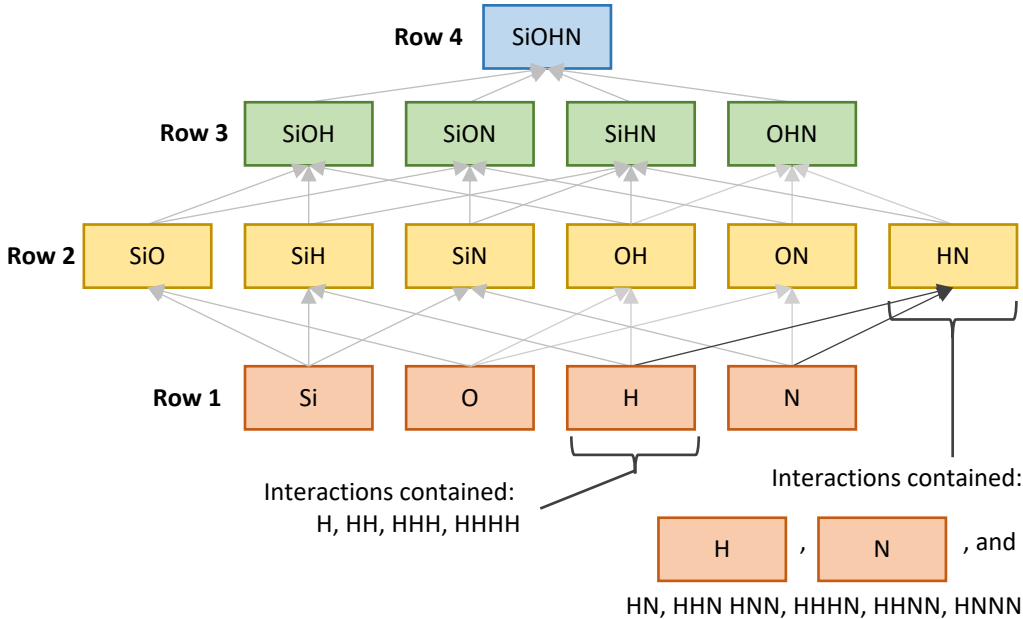 Row 4 SiOHN
Row 3 SiOH SiON SiHN OHN
Row 2 SiO SiH SiN OH ON HN
Row 1 Si O H N
Interactions contained:
H, HH, HHH, HHHH
Interactions contained:
H , N , and
HN, HHN HNN, HHHN, HHNN, HNNN